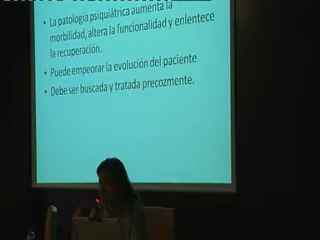 • La patología psiquiátrica aumenta la
morbilidad, altera la funcionalidad y enlentece
la recuperación.
• Puede empeorar la evolución del paciente
• Debe ser buscada y tratada precozmente.